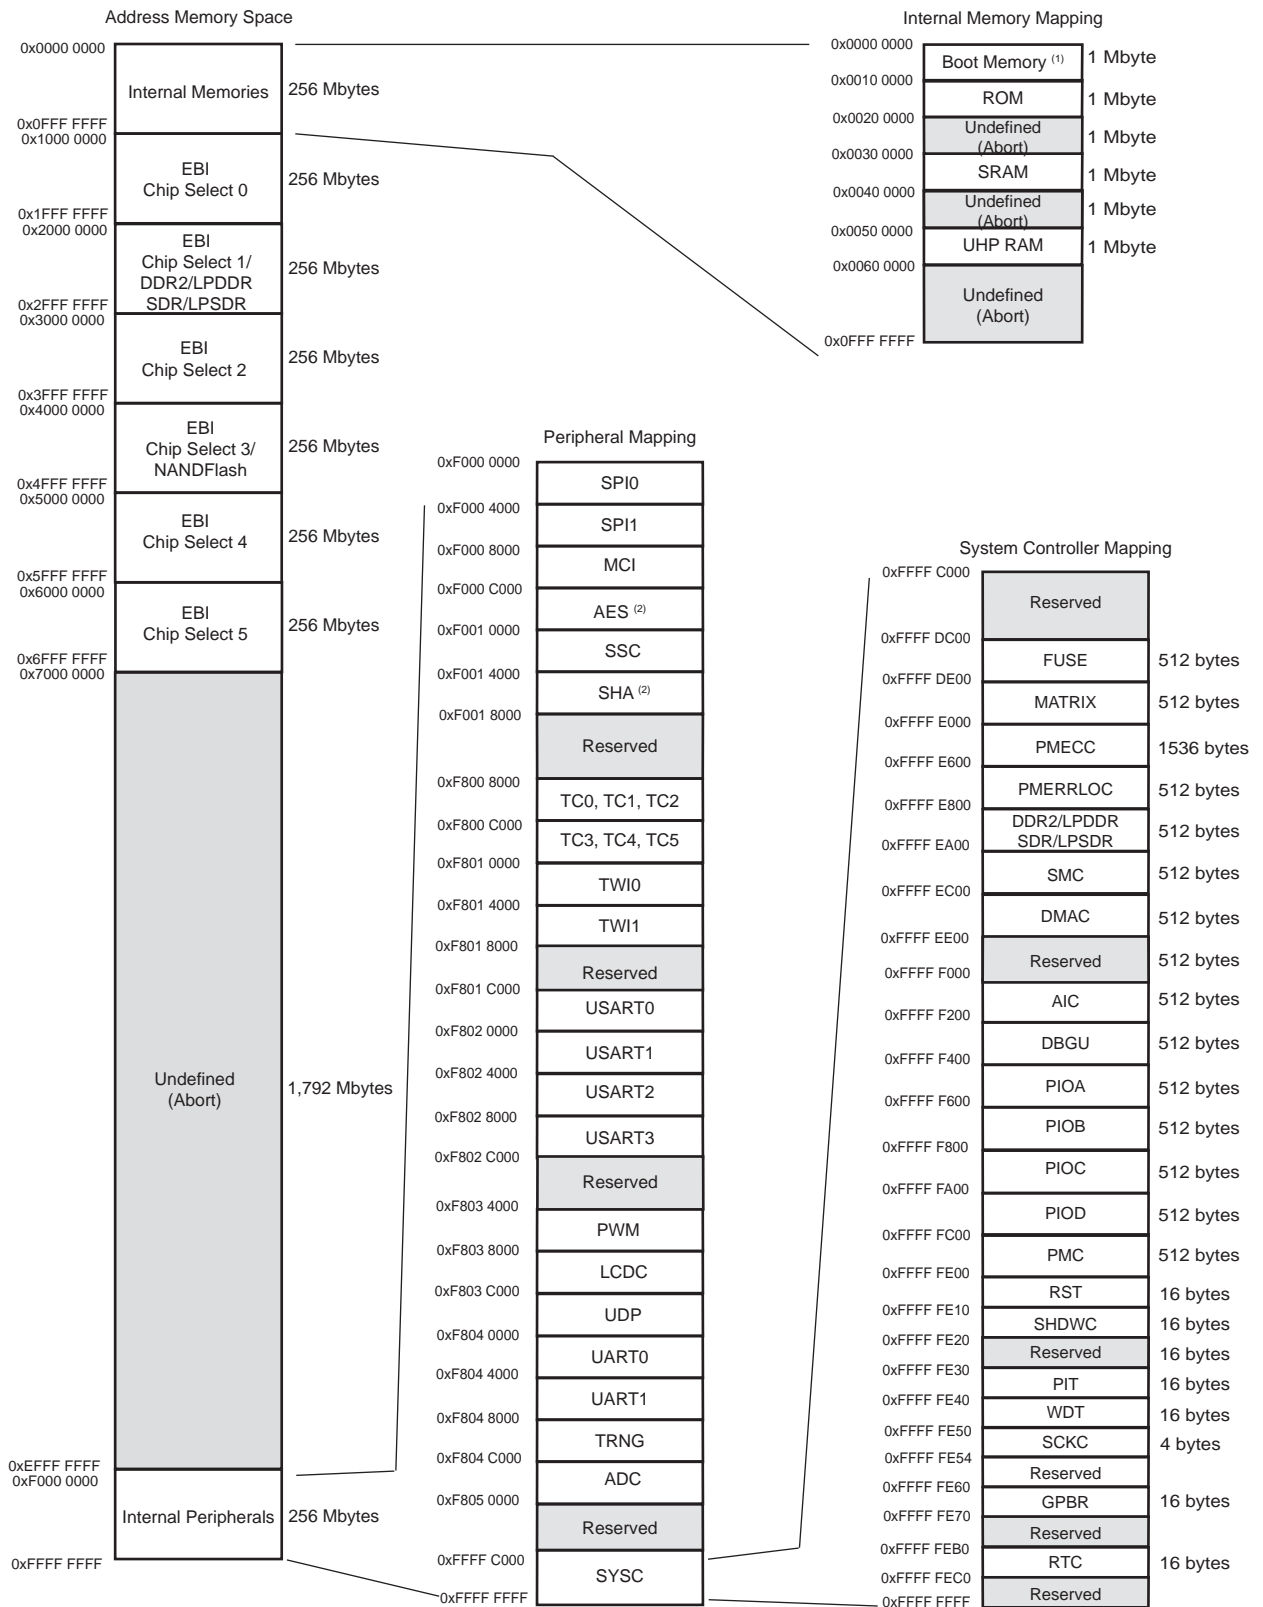 Address Memory Space
0x0000 0000
Internal Memories
256 Mbytes
0x0FFF FFFF
0x1000 0000
EBI
Chip Select 0
256 Mbytes
0x1FFF FFFF
0x2000 0000
EBI
Chip Select 1/
DDR2/LPDDR
SDR/LPSDR
256 Mbytes
0x2FFF FFFF
0x3000 0000
EBI
Chip Select 2
256 Mbytes
0x3FFF FFFF
0x4000 0000
EBI
Chip Select 3/
NANDFlash
256 Mbytes
0x4FFF FFFF
0x5000 0000
EBI
Chip Select 4
256 Mbytes
0x5FFF FFFF
0x6000 0000
EBI
Chip Select 5
256 Mbytes
0x6FFF FFFF
0x7000 0000
Undefined
(Abort)
1,792 Mbytes
0xEFFF FFFF
0xF000 0000
Internal Peripherals
256 Mbytes
0xFFFF FFFF
Internal Memory Mapping
0x0000 0000
Boot Memory (1)
1 Mbyte
0x0010 0000
ROM
1 Mbyte
0x0020 0000
Undefined
(Abort)
1 Mbyte
0x0030 0000
SRAM
1 Mbyte
0x0040 0000
Undefined
(Abort)
1 Mbyte
0x0050 0000
UHP RAM
1 Mbyte
0x0060 0000
Undefined
(Abort)
0x0FFF FFFF
Peripheral Mapping
0xF000 0000
SPI0
0xF000 4000
SPI1
0xF000 8000
MCI
0xF000 C000
AES (2)
0xF001 0000
SSC
0xF001 4000
SHA (2)
0xF001 8000
Reserved
0xF800 8000
TC0, TC1, TC2
0xF800 C000
TC3, TC4, TC5
0xF801 0000
TWI0
0xF801 4000
TWI1
0xF801 8000
Reserved
0xF801 C000
USART0
0xF802 0000
USART1
0xF802 4000
USART2
0xF802 8000
USART3
0xF802 C000
Reserved
0xF803 4000
PWM
0xF803 8000
LCDC
0xF803 C000
UDP
0xF804 0000
UART0
0xF804 4000
UART1
0xF804 8000
TRNG
0xF804 C000
ADC
0xF805 0000
Reserved
0xFFFF C000
SYSC
0xFFFF FFFF
System Controller Mapping
0xFFFF C000
Reserved
0xFFFF DC00
FUSE
512 bytes
0xFFFF DE00
MATRIX
512 bytes
0xFFFF E000
PMECC
1536 bytes
0xFFFF E600
PMERRLOC
512 bytes
0xFFFF E800
DDR2/LPDDR
SDR/LPSDR
512 bytes
0xFFFF EA00
SMC
512 bytes
0xFFFF EC00
DMAC
512 bytes
0xFFFF EE00
Reserved
512 bytes
0xFFFF F000
AIC
512 bytes
0xFFFF F200
DBGU
512 bytes
0xFFFF F400
PIOA
512 bytes
0xFFFF F600
PIOB
512 bytes
0xFFFF F800
PIOC
512 bytes
0xFFFF FA00
PIOD
512 bytes
0xFFFF FC00
PMC
512 bytes
0xFFFF FE00
RST
16 bytes
0xFFFF FE10
SHDWC
16 bytes
0xFFFF FE20
Reserved
16 bytes
0xFFFF FE30
PIT
16 bytes
0xFFFF FE40
WDT
16 bytes
0xFFFF FE50
SCKC
4 bytes
0xFFFF FE54
Reserved
0xFFFF FE60
GPBR
16 bytes
0xFFFF FE70
Reserved
0xFFFF FEB0
RTC
16 bytes
0xFFFF FEC0
Reserved
0xFFFF FFFF